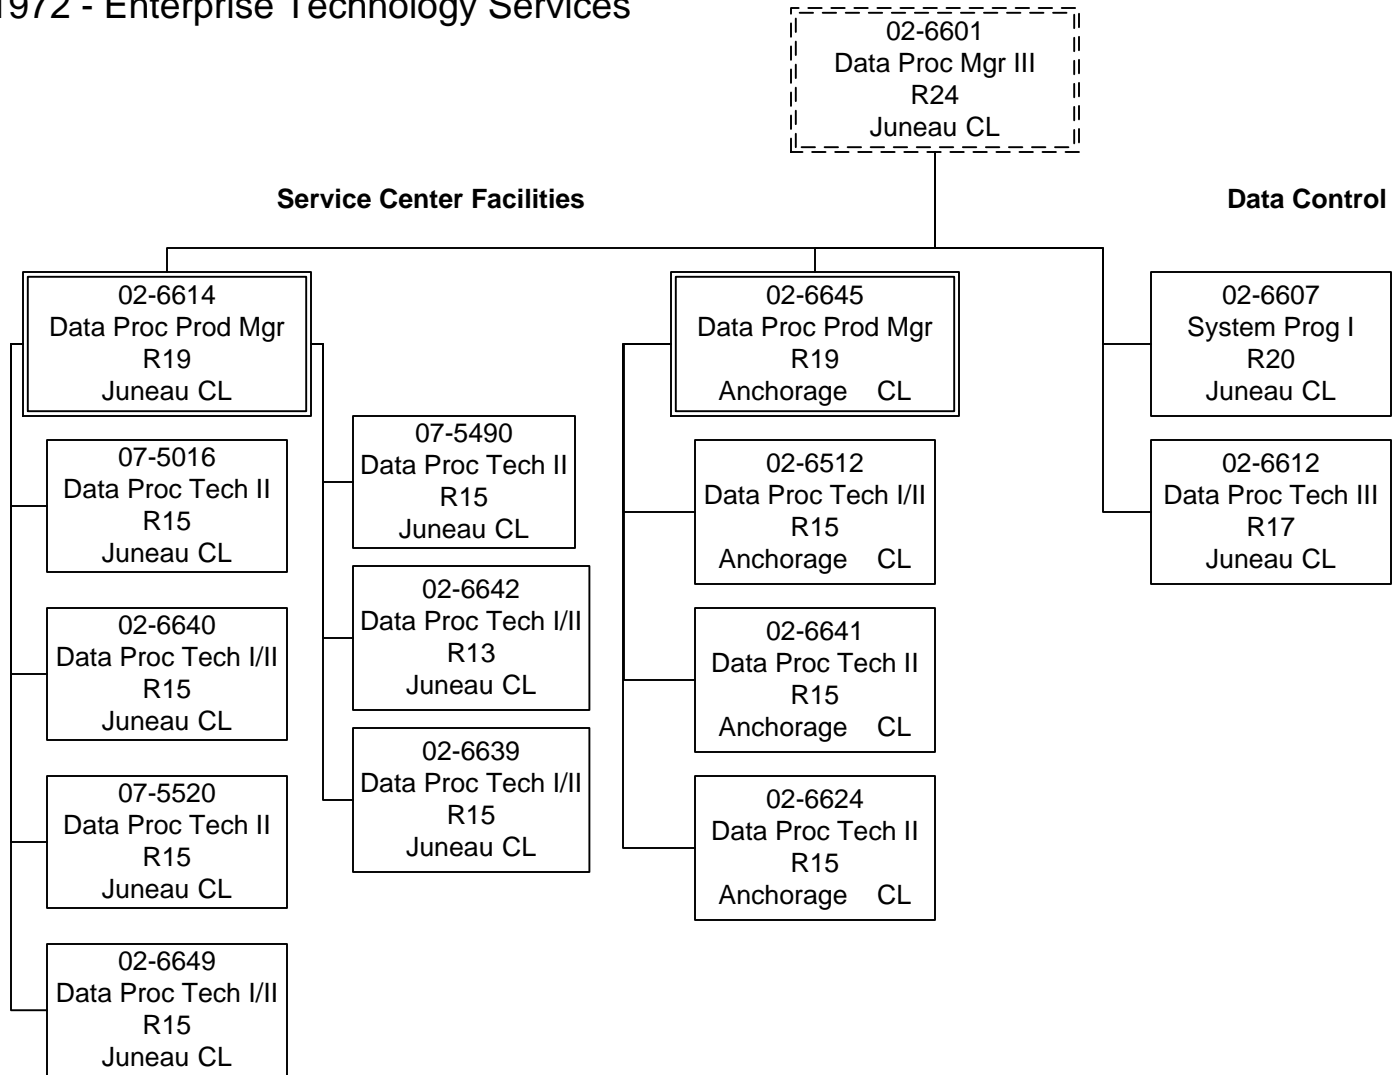 1972 - Enterprise Technology Services
02-6601
Data Proc Mgr III
R24
Juneau CL
Service Center Facilities
Data Control
02-6614
Data Proc Prod Mgr
R19
Juneau CL
07-5016
Data Proc Tech II
R15
Juneau CL
02-6640
Data Proc Tech I/II
R15
Juneau CL
07-5520
Data Proc Tech II
R15
Juneau CL
02-6649
Data Proc Tech I/II
R15
Juneau CL
07-5490
Data Proc Tech II
R15
Juneau CL
02-6642
Data Proc Tech I/II
R13
Juneau CL
02-6639
Data Proc Tech I/II
R15
Juneau CL
02-6645
Data Proc Prod Mgr
R19
Anchorage CL
02-6512
Data Proc Tech I/II
R15
Anchorage CL
02-6641
Data Proc Tech II
R15
Anchorage CL
02-6624
Data Proc Tech II
R15
Anchorage CL
02-6607
System Prog I
R20
Juneau CL
02-6612
Data Proc Tech III
R17
Juneau CL